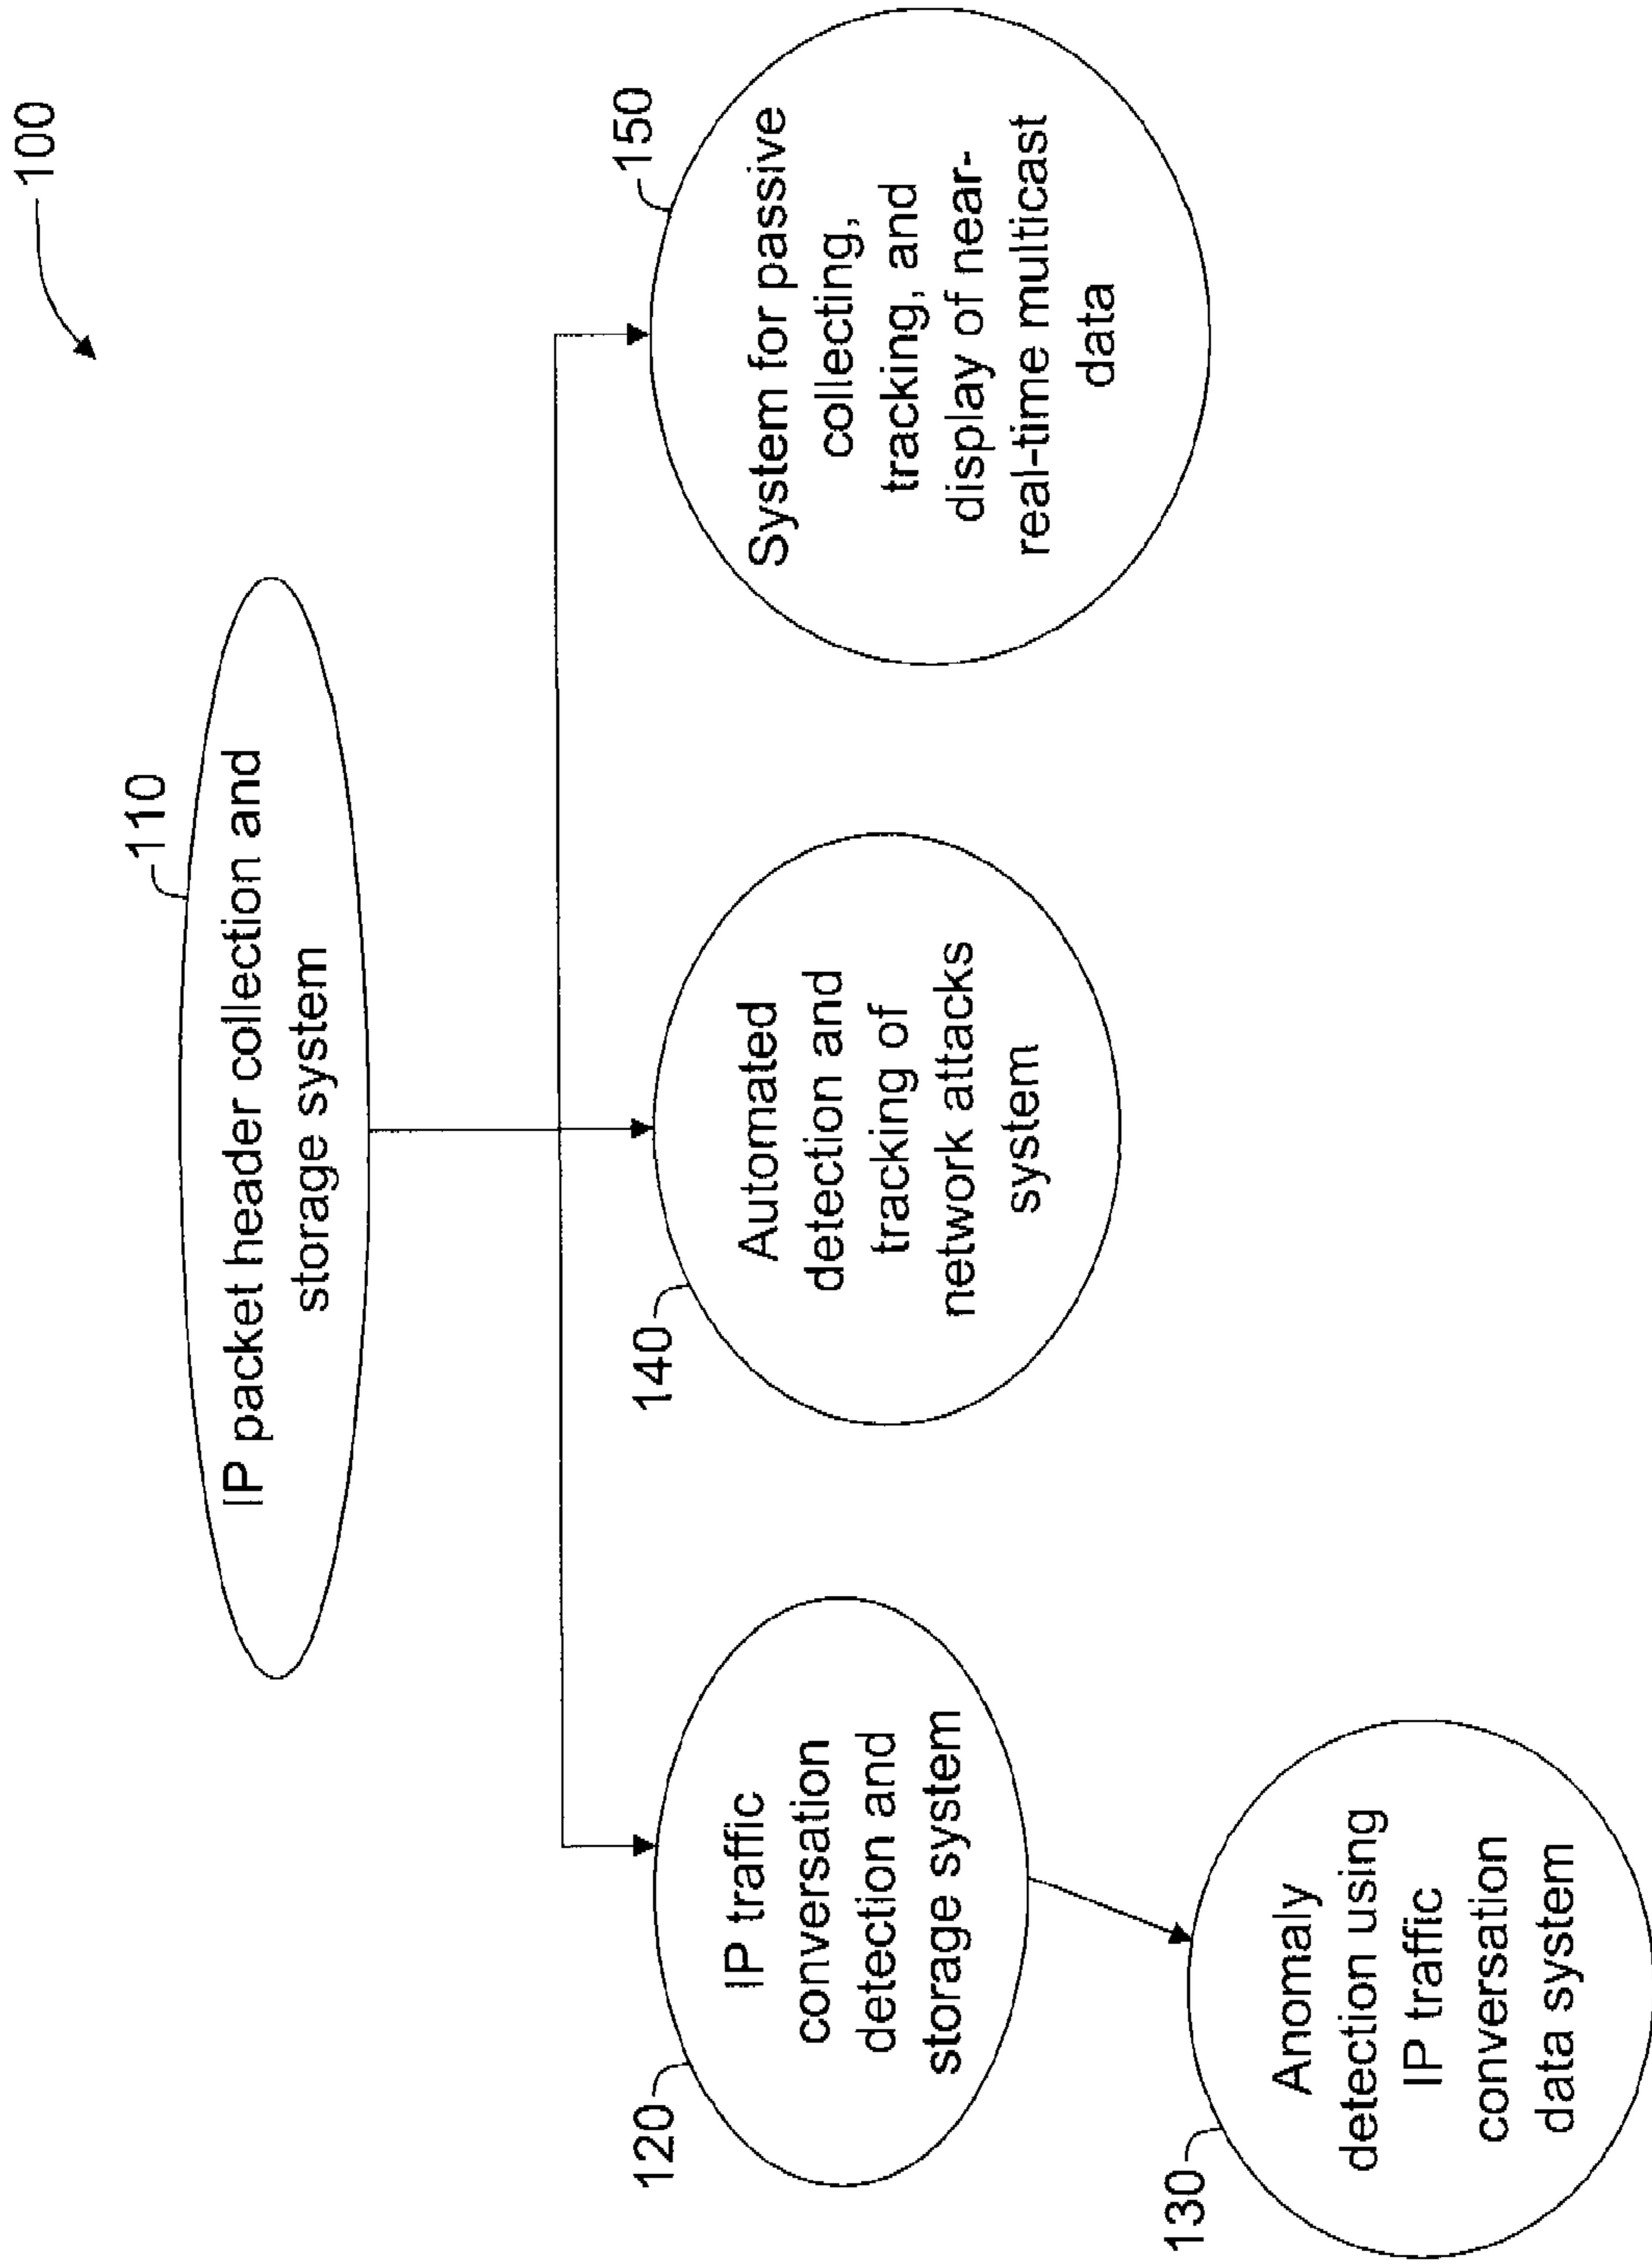 100
110
IP packet header collection and
storage system
120
IP traffic
conversation
detection and
storage system
140
Automated
detection and
tracking of
network attacks
system
150
System for passive
collecting,
tracking, and
display of near-
real-time multicast
data
130
Anomaly
detection using
IP traffic
conversation
data system